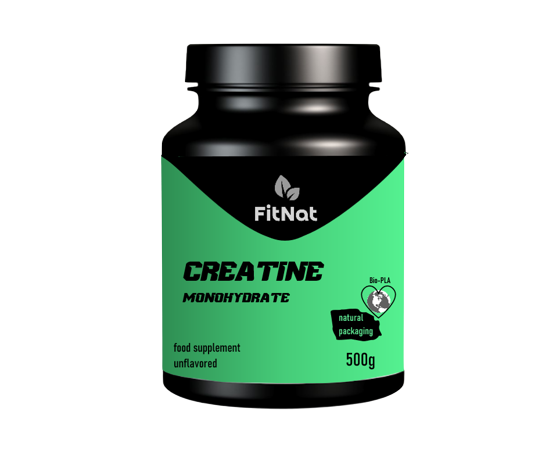 FitNat
CREATINE
MONOHYDRATE
Bio-PLA
natural
packaging
food supplement
unflavored
500g